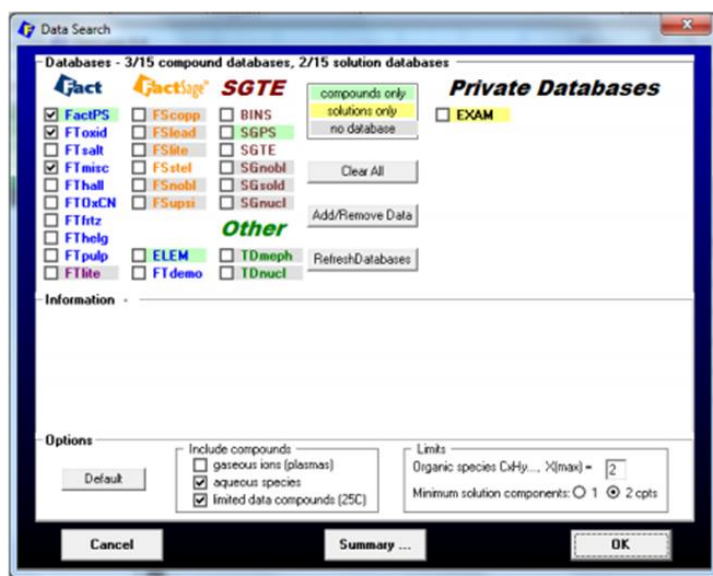 Data Search
Databases - 3/15 compound databases, 2/15 solution databases
Fact
FactSage™
SGTE
compounds only
solutions only
no database
Private Databases
FactPS
FScopp
BINS
EXAM
FToxid
FSlead
SGPS
FTsalt
FSlite
SGTE
FTmisc
FSstel
SGnobl
Clear All
FThall
FSnobl
SGsold
FTOxCN
FSupsi
SGnucl
FTfrtz
Other
Add/Remove Data
FThelg
FTpulp
ELEM
TDmeph
RefreshDatabases
FTlite
FTdemo
TDnucl
Information -
Options
Default
Include compounds
gaseous ions (plasmas)
aqueous species
limited data compounds (25C)
Limits
Organic species CxHy..., X(max) = 2
Minimum solution components: 1 2 cpts
Cancel
Summary ...
OK